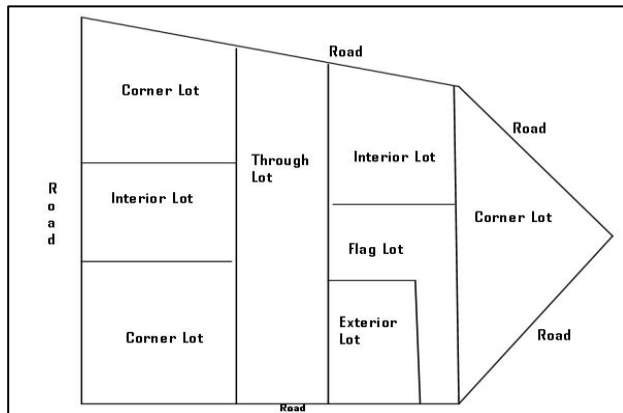 Road
Corner Lot
Road
Through
Lot
Interior Lot
R
o
a
d
Interior Lot
Corner Lot
Flag Lot
Exterior
Lot
Corner Lot
Road
Road